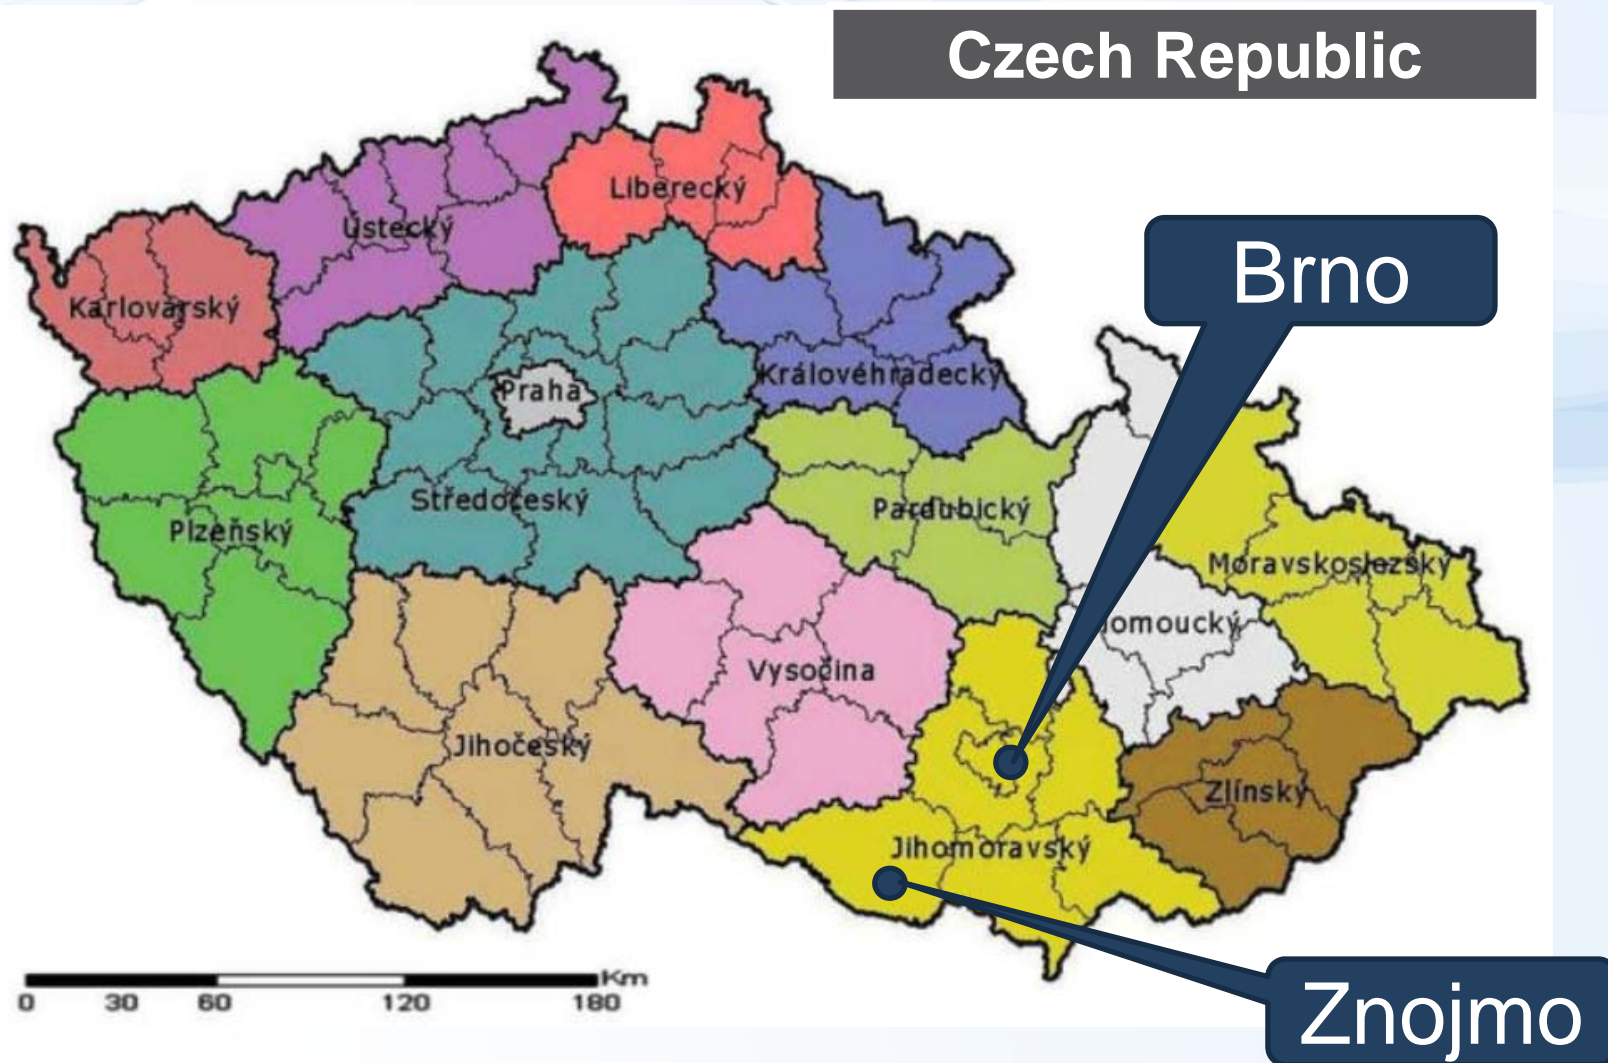 Czech Republic
Liberecký
Ústecký
Brno
Karlovarský
Královéhradecký
Praha
Středočeský
Pardubický
Plzeňský
Moravskoslezský
lomoucký
Vysočina
Jihočeský
Zlínský
Jihomoravský
Km
0 30 60 120 180
Znojmo